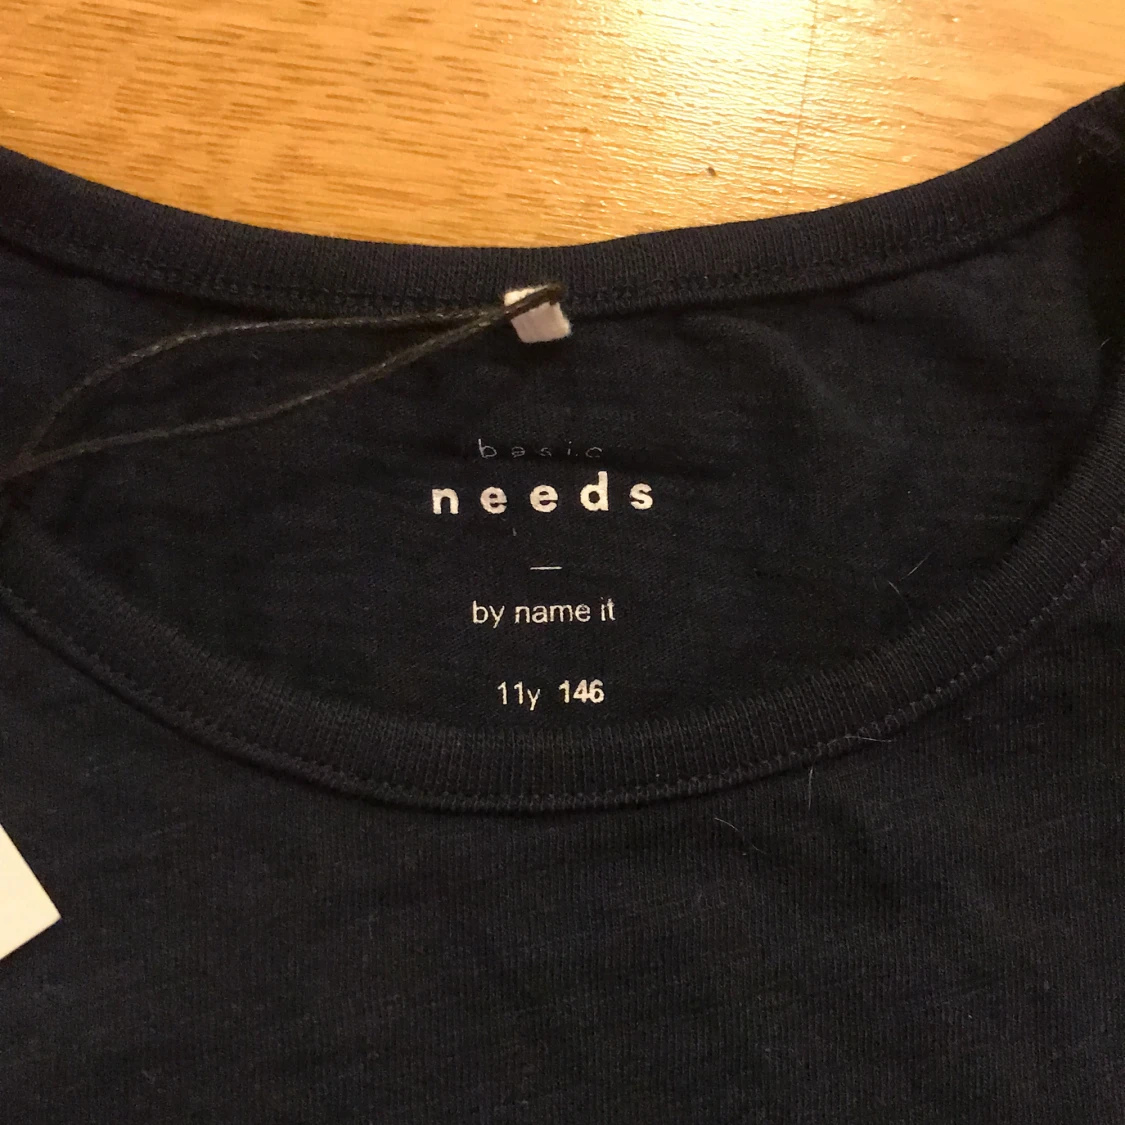 basic
needs
by name it
11y 146